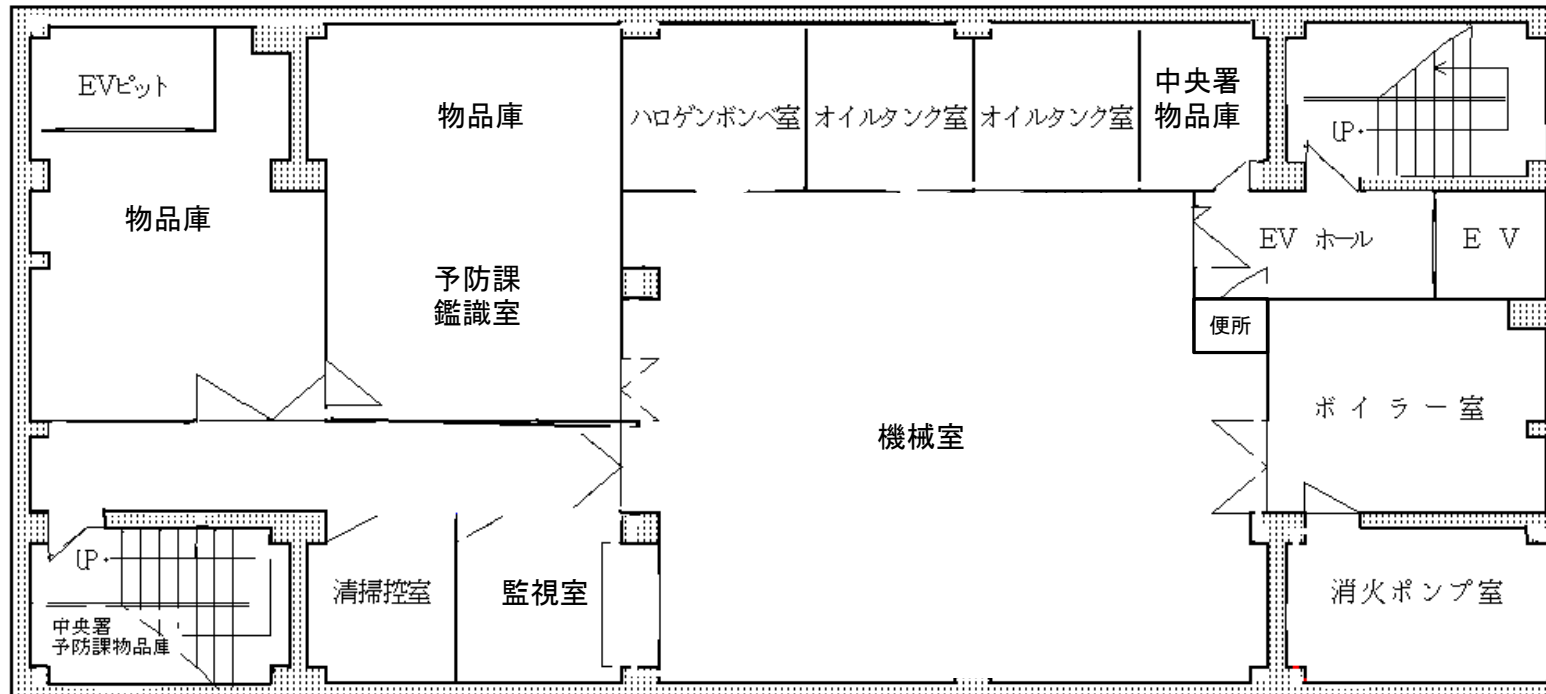 EVピット
物品庫
物品庫
予防課
鑑識室
ハロゲンボンベ室
オイルタンク室
オイルタンク室
中央署
物品庫
UP
EV ホール
E V
便所
ボイラー室
機械室
UP
中央署
予防課物品庫
清掃控室
監視室
消火ポンプ室